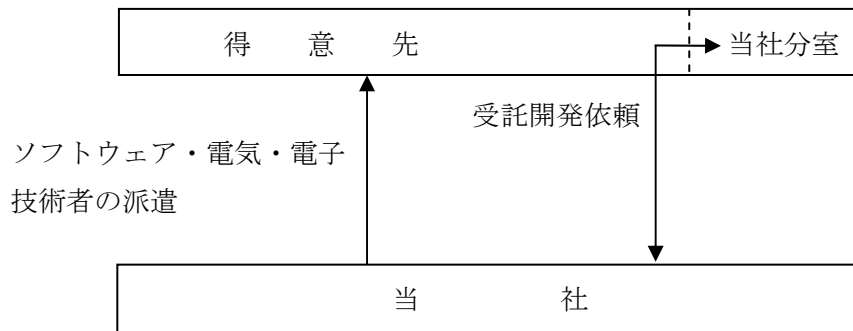 得意先
当社分室
受託開発依頼
ソフトウェア・電気・電子
技術者の派遣
当社